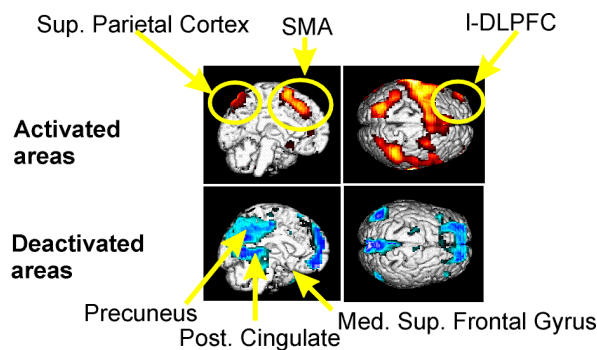 Sup. Parietal Cortex
SMA
l-DLPFC
Activated
areas
Deactivated
areas
Precuneus
Post. Cingulate
Med. Sup. Frontal Gyrus